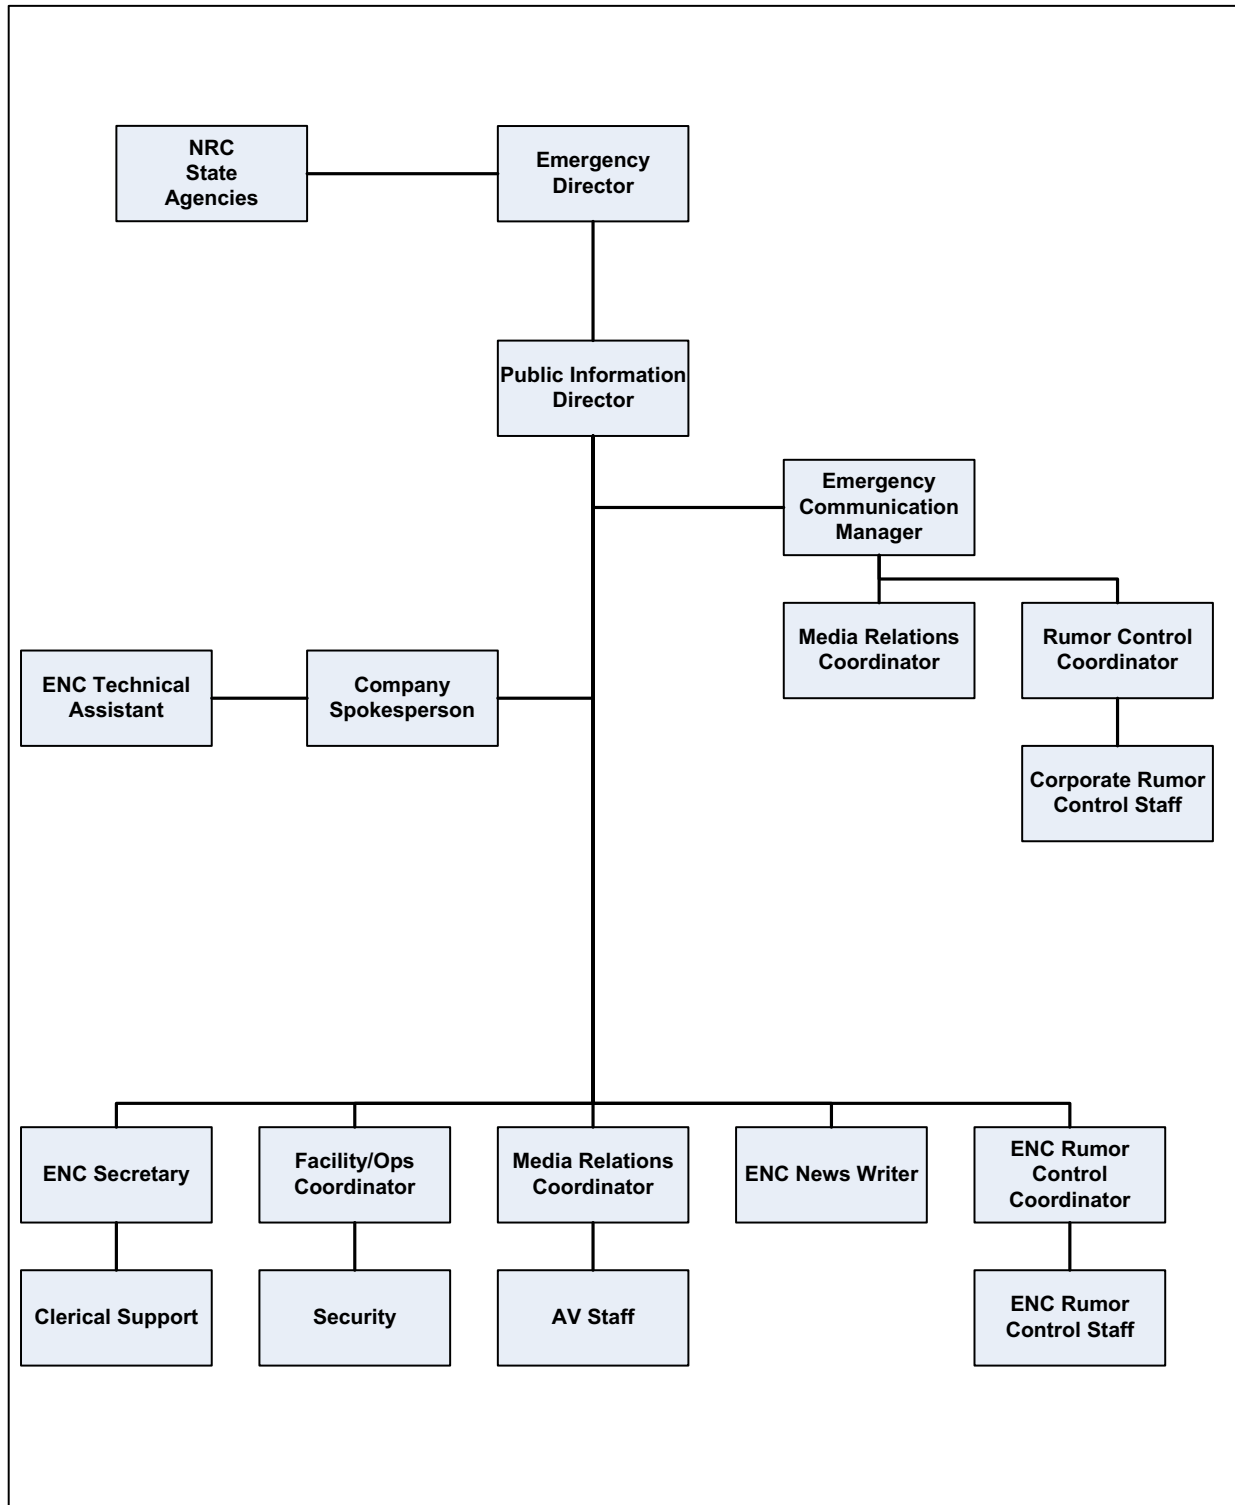 NRC
State
Agencies
Emergency
Director
Public Information
Director
Emergency
Communication
Manager
Media Relations
Coordinator
Rumor Control
Coordinator
ENC Technical
Assistant
Company
Spokesperson
Corporate Rumor
Control Staff
ENC Secretary
Facility/Ops
Coordinator
Media Relations
Coordinator
ENC News Writer
ENC Rumor
Control
Coordinator
Clerical Support
Security
AV Staff
ENC Rumor
Control Staff